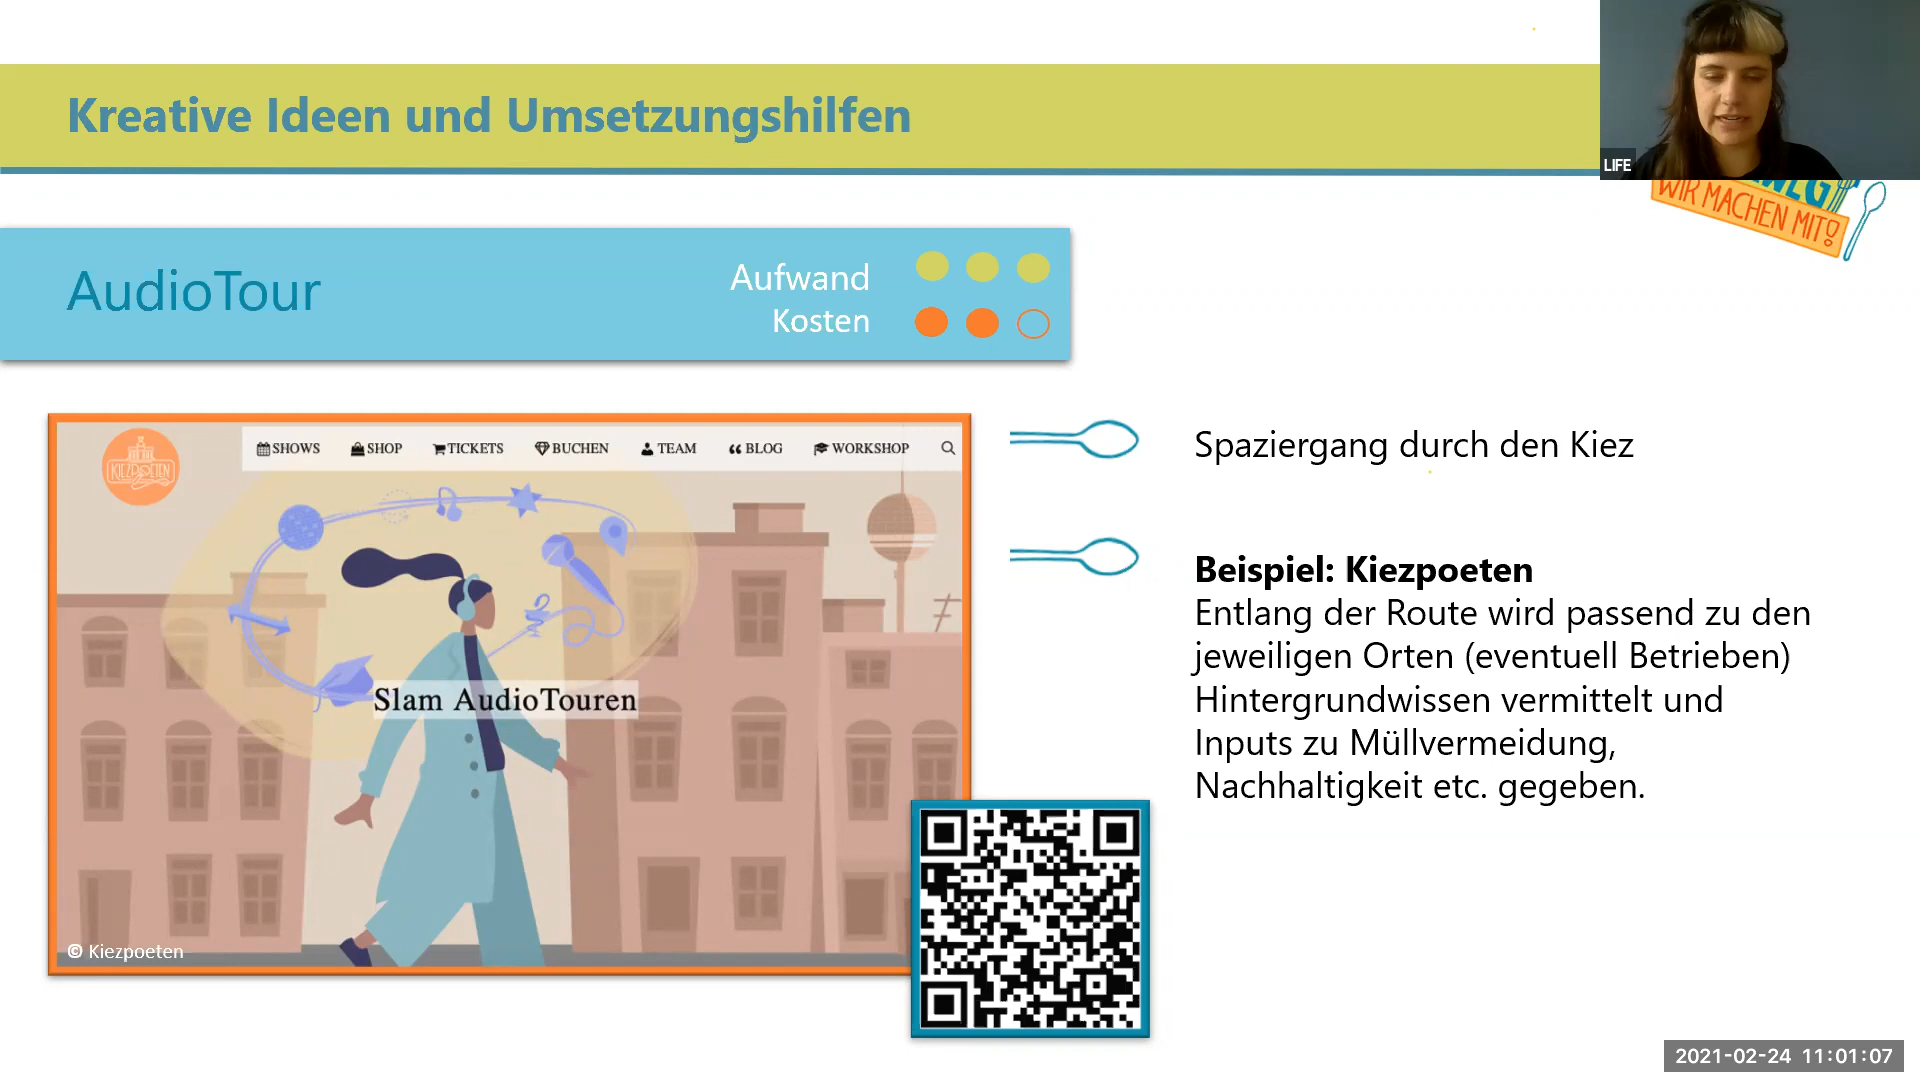 Kreative Ideen und Umsetzungshilfen
LIFE
WIR MACHEN MIT!
AudioTour
Aufwand
Kosten
KIEZPOETEN
SHOWS SHOP TICKETS BUCHEN TEAM BLOG WORKSHOP
Slam AudioTouren
© Kiezpoeten
Spaziergang durch den Kiez
Beispiel: Kiezpoeten
Entlang der Route wird passend zu den
jeweiligen Orten (eventuell Betrieben)
Hintergrundwissen vermittelt und
Inputs zu Müllvermeidung,
Nachhaltigkeit etc. gegeben.
2021-02-24 11:01:07